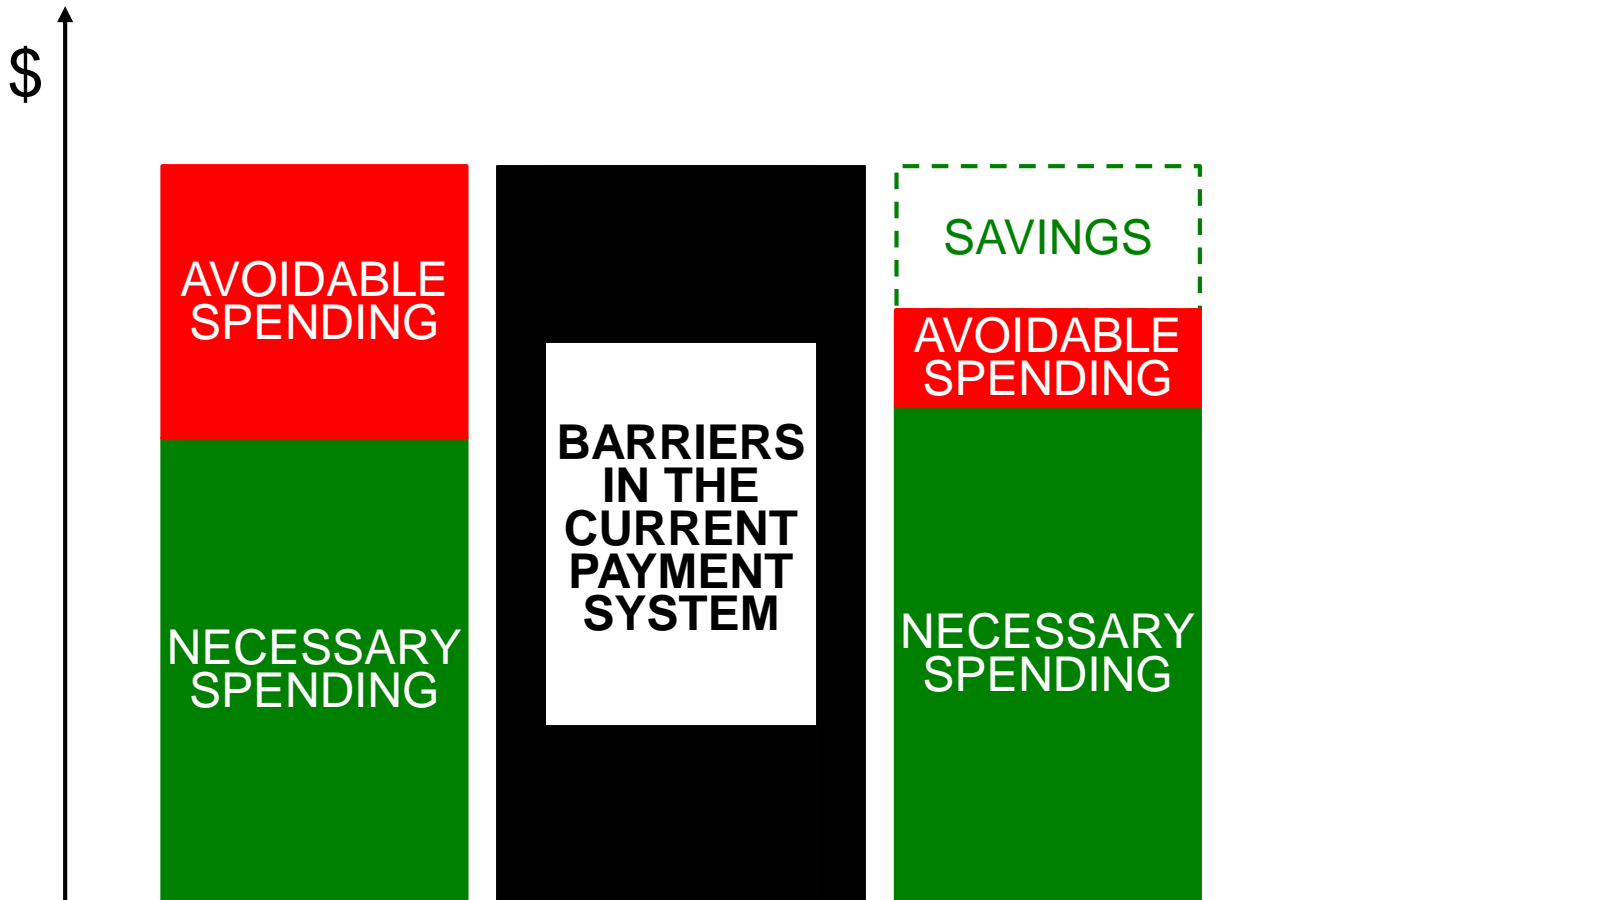 $
AVOIDABLE
SPENDING
NECESSARY
SPENDING
BARRIERS
IN THE
CURRENT
PAYMENT
SYSTEM
SAVINGS
AVOIDABLE
SPENDING
NECESSARY
SPENDING